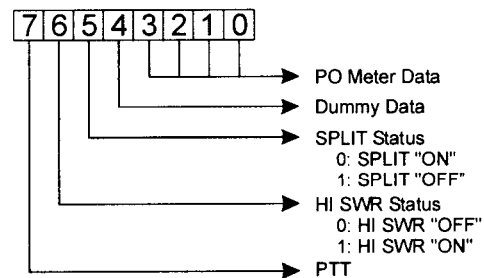 7 6 5 4 3 2 1 0
PO Meter Data
Dummy Data
SPLIT Status
0: SPLIT "ON"
1: SPLIT "OFF"
HI SWR Status
0: HI SWR "OFF"
1: HI SWR "ON"
PTT